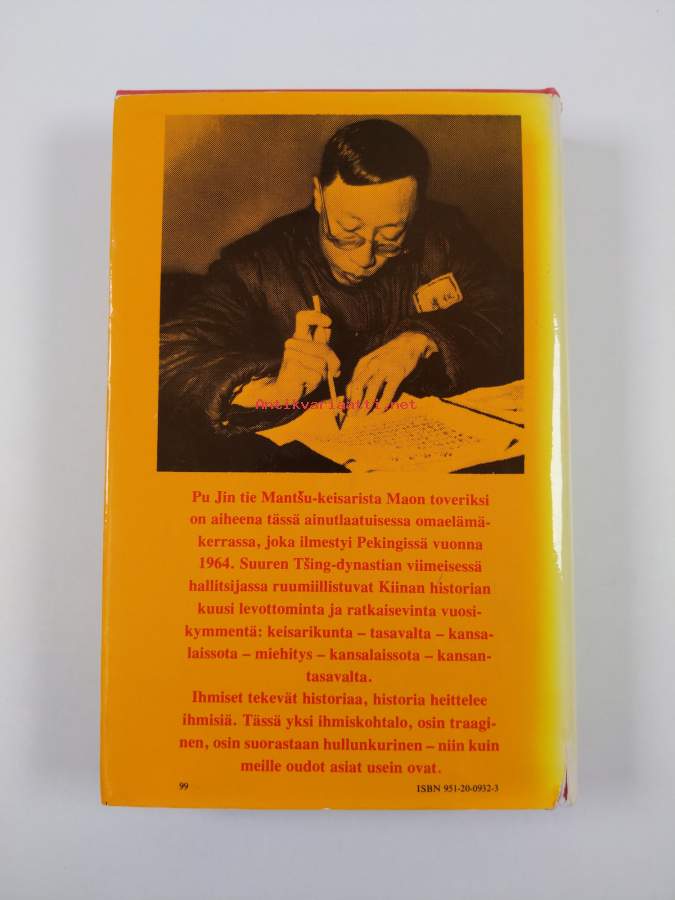 Antikvariaatti.net
Pu Jin tie Mantšu-keisarista Maon toveriksi
on aiheena tässä ainutlaatuisessa omaelämä-
kerrassa, joka ilmestyi Pekingissä vuonna
1964. Suuren Tšing-dynastian viimeisessä
hallitsijassa ruumiillistuvat Kiinan historian
kuusi levottominta ja ratkaisevinta vuosi-
kymmentä: keisarikunta – tasavalta – kansa-
laissota – miehitys – kansalaissota – kansan-
tasavalta.
Ihmiset tekevät historiaa, historia heittelee
ihmisiä. Tässä yksi ihmiskohtalo, osin traagi-
nen, osin suorastaan hullunkurinen – niin kuin
meille oudot asiat usein ovat.
99 ISBN 951-20-0932-3